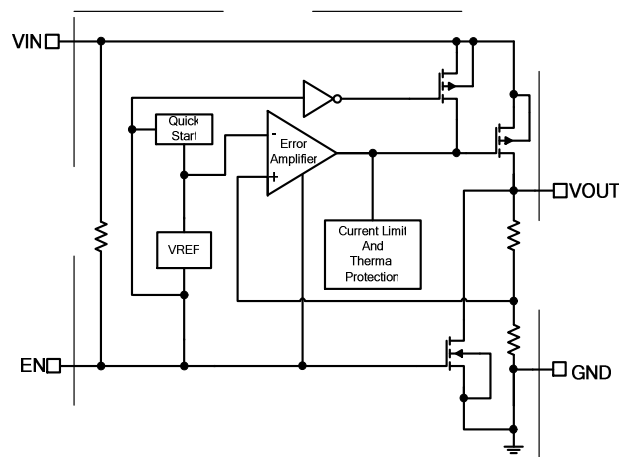 VIN
Quick
Start
-
Error
Amplifier
+
VOUT
VREF
Current Limit
And
Therma
Protection
EN
GND